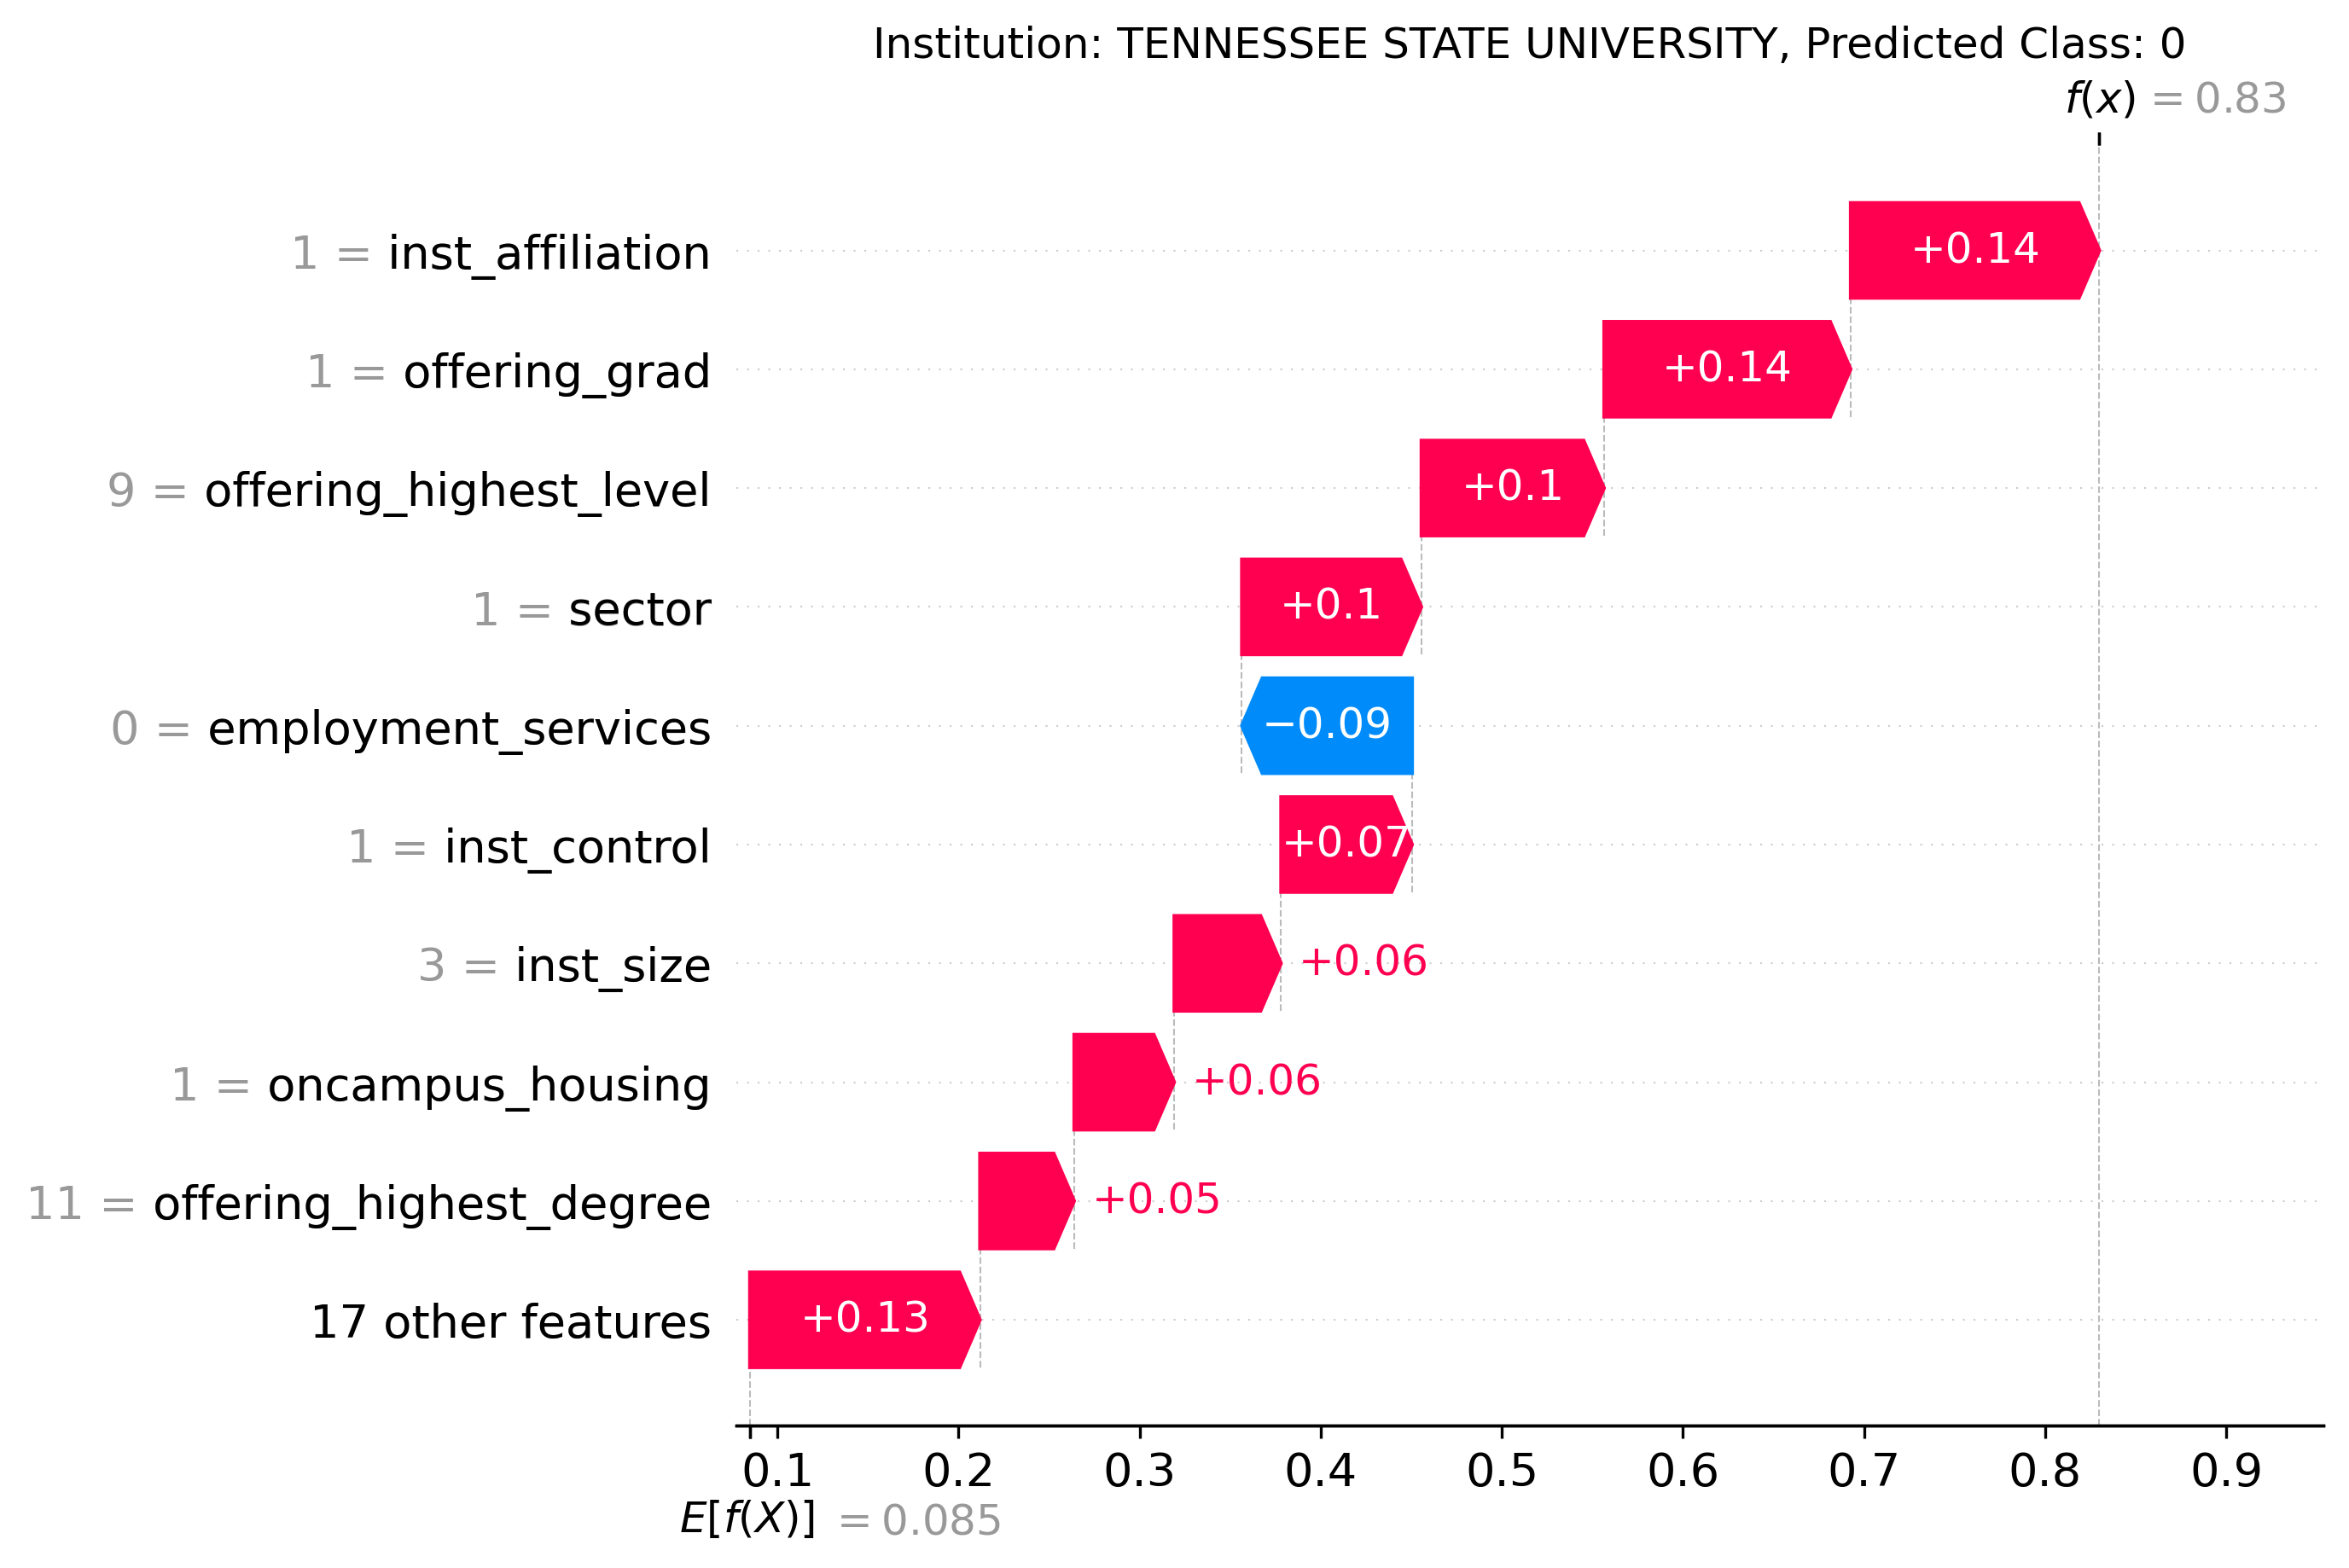 Institution: TENNESSEE STATE UNIVERSITY, Predicted Class: 0
f(x) = 0.83
1 = inst_affiliation +0.14
1 = offering_grad +0.14
9 = offering_highest_level +0.1
1 = sector +0.1
0 = employment_services −0.09
1 = inst_control +0.07
3 = inst_size +0.06
1 = oncampus_housing +0.06
11 = offering_highest_degree +0.05
17 other features +0.13
0.1 0.2 0.3 0.4 0.5 0.6 0.7 0.8 0.9
E[f(X)] = 0.085